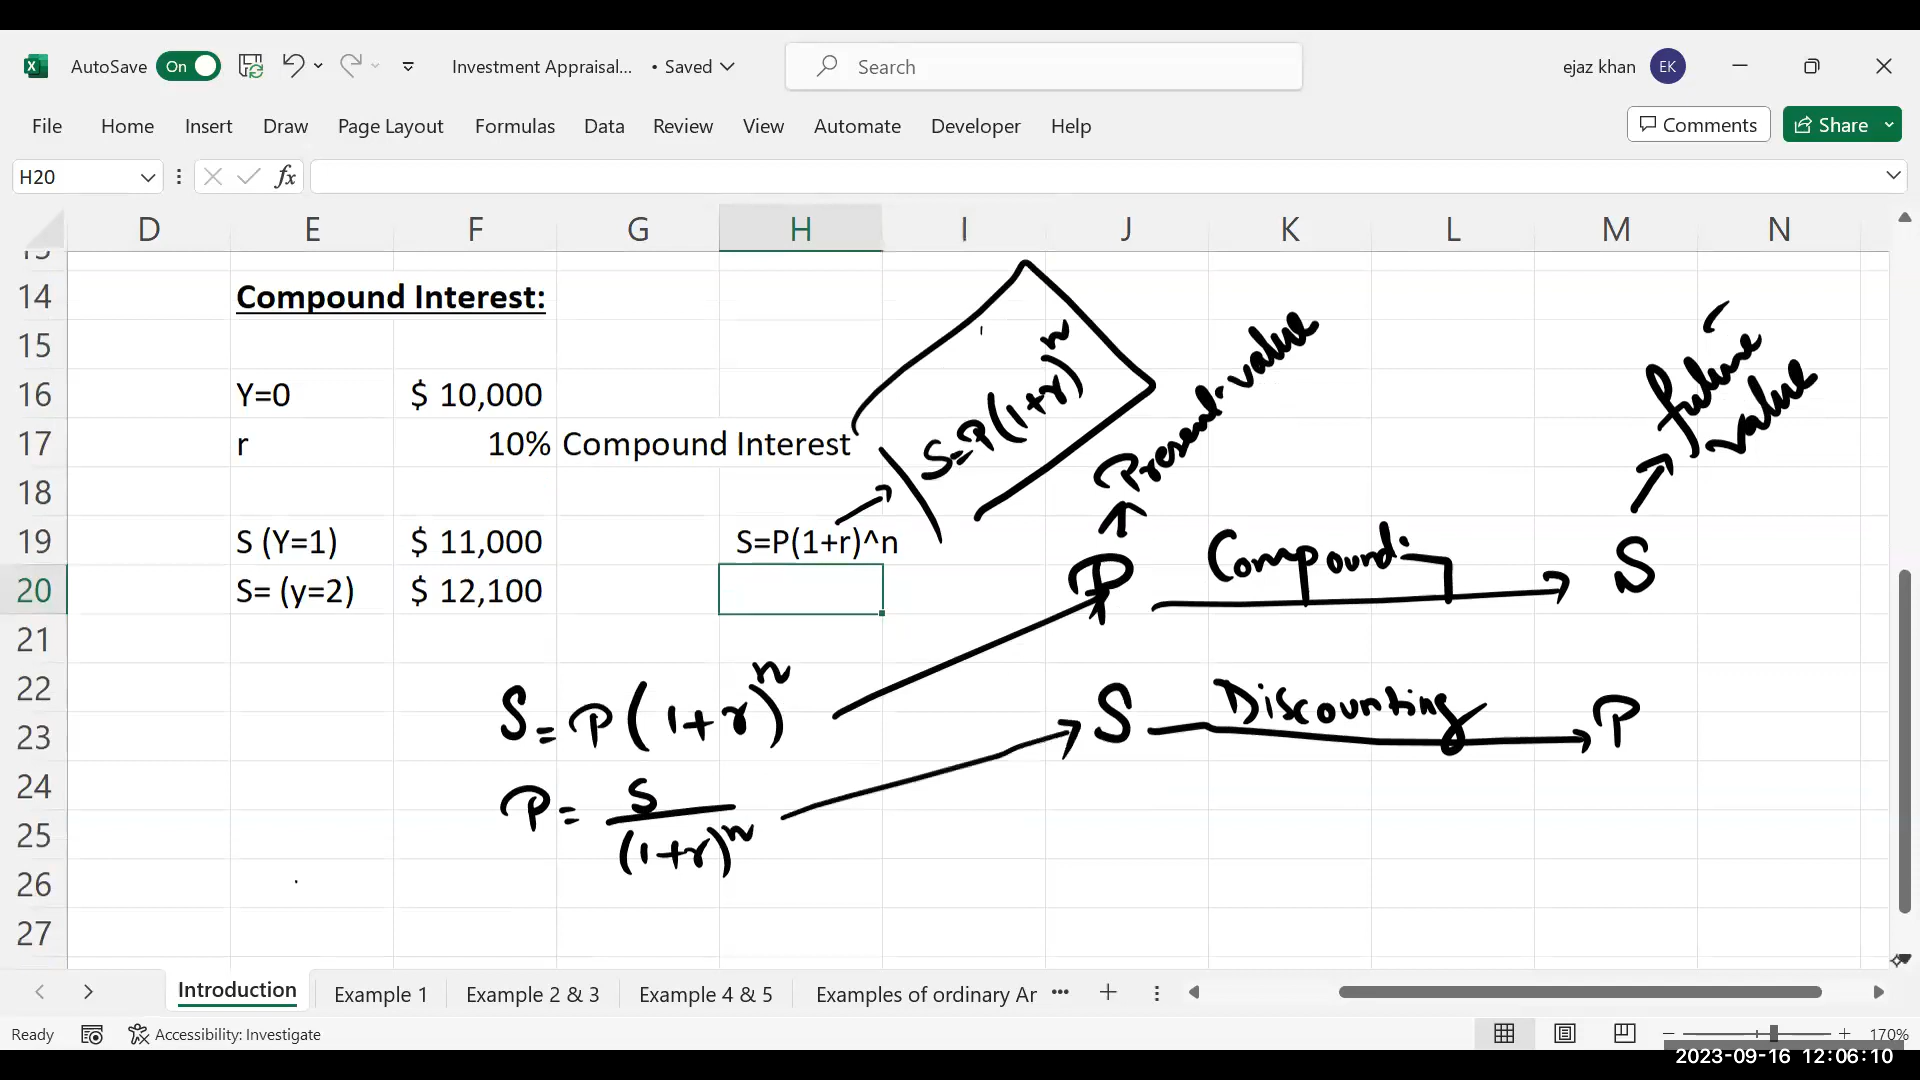 AutoSave On Investment Appraisal... • Saved Search ejaz khan EK
File Home Insert Draw Page Layout Formulas Data Review View Automate Developer Help Comments Share
H20 fx
D E F G H I J K L M N
14 Compound Interest:
15
16 Y=0 $ 10,000
17 r 10% Compound Interest
18
19 S (Y=1) $ 11,000 S=P(1+r)^n
20 S= (y=2) $ 12,100
21
22
23
24
25
26
27
S=P(1+r)^n
Present value
future
value
P Compound. S
S Discounting P
S = P(1+r)^n
P = S
(1+r)^n
Introduction Example 1 Example 2 & 3 Example 4 & 5 Examples of ordinary Ar ...
Ready Accessibility: Investigate 170%
2023-09-16 12:06:10